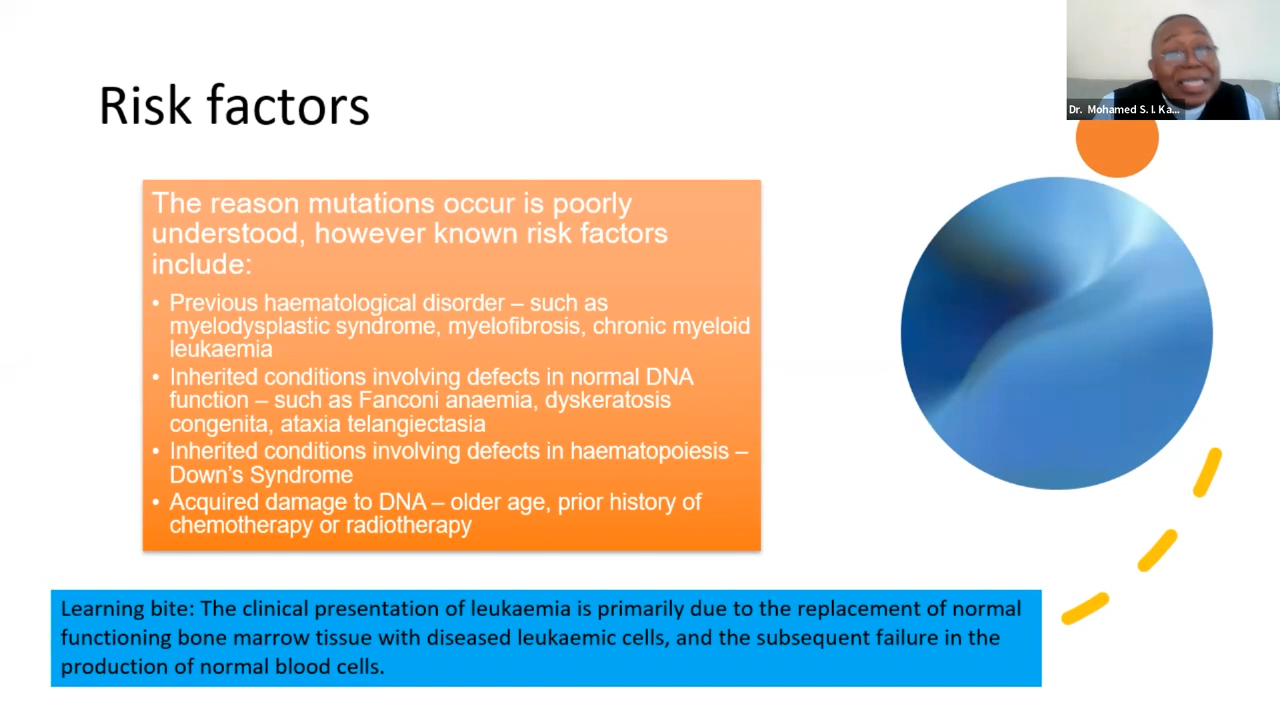 Risk factors
Dr. Mohamed S. I. Ka...
The reason mutations occur is poorly
understood, however known risk factors
include:
• Previous haematological disorder – such as
myelodysplastic syndrome, myelofibrosis, chronic myeloid
leukaemia
• Inherited conditions involving defects in normal DNA
function – such as Fanconi anaemia, dyskeratosis
congenita, ataxia telangiectasia
• Inherited conditions involving defects in haematopoiesis –
Down's Syndrome
• Acquired damage to DNA – older age, prior history of
chemotherapy or radiotherapy
Learning bite: The clinical presentation of leukaemia is primarily due to the replacement of normal
functioning bone marrow tissue with diseased leukaemic cells, and the subsequent failure in the
production of normal blood cells.